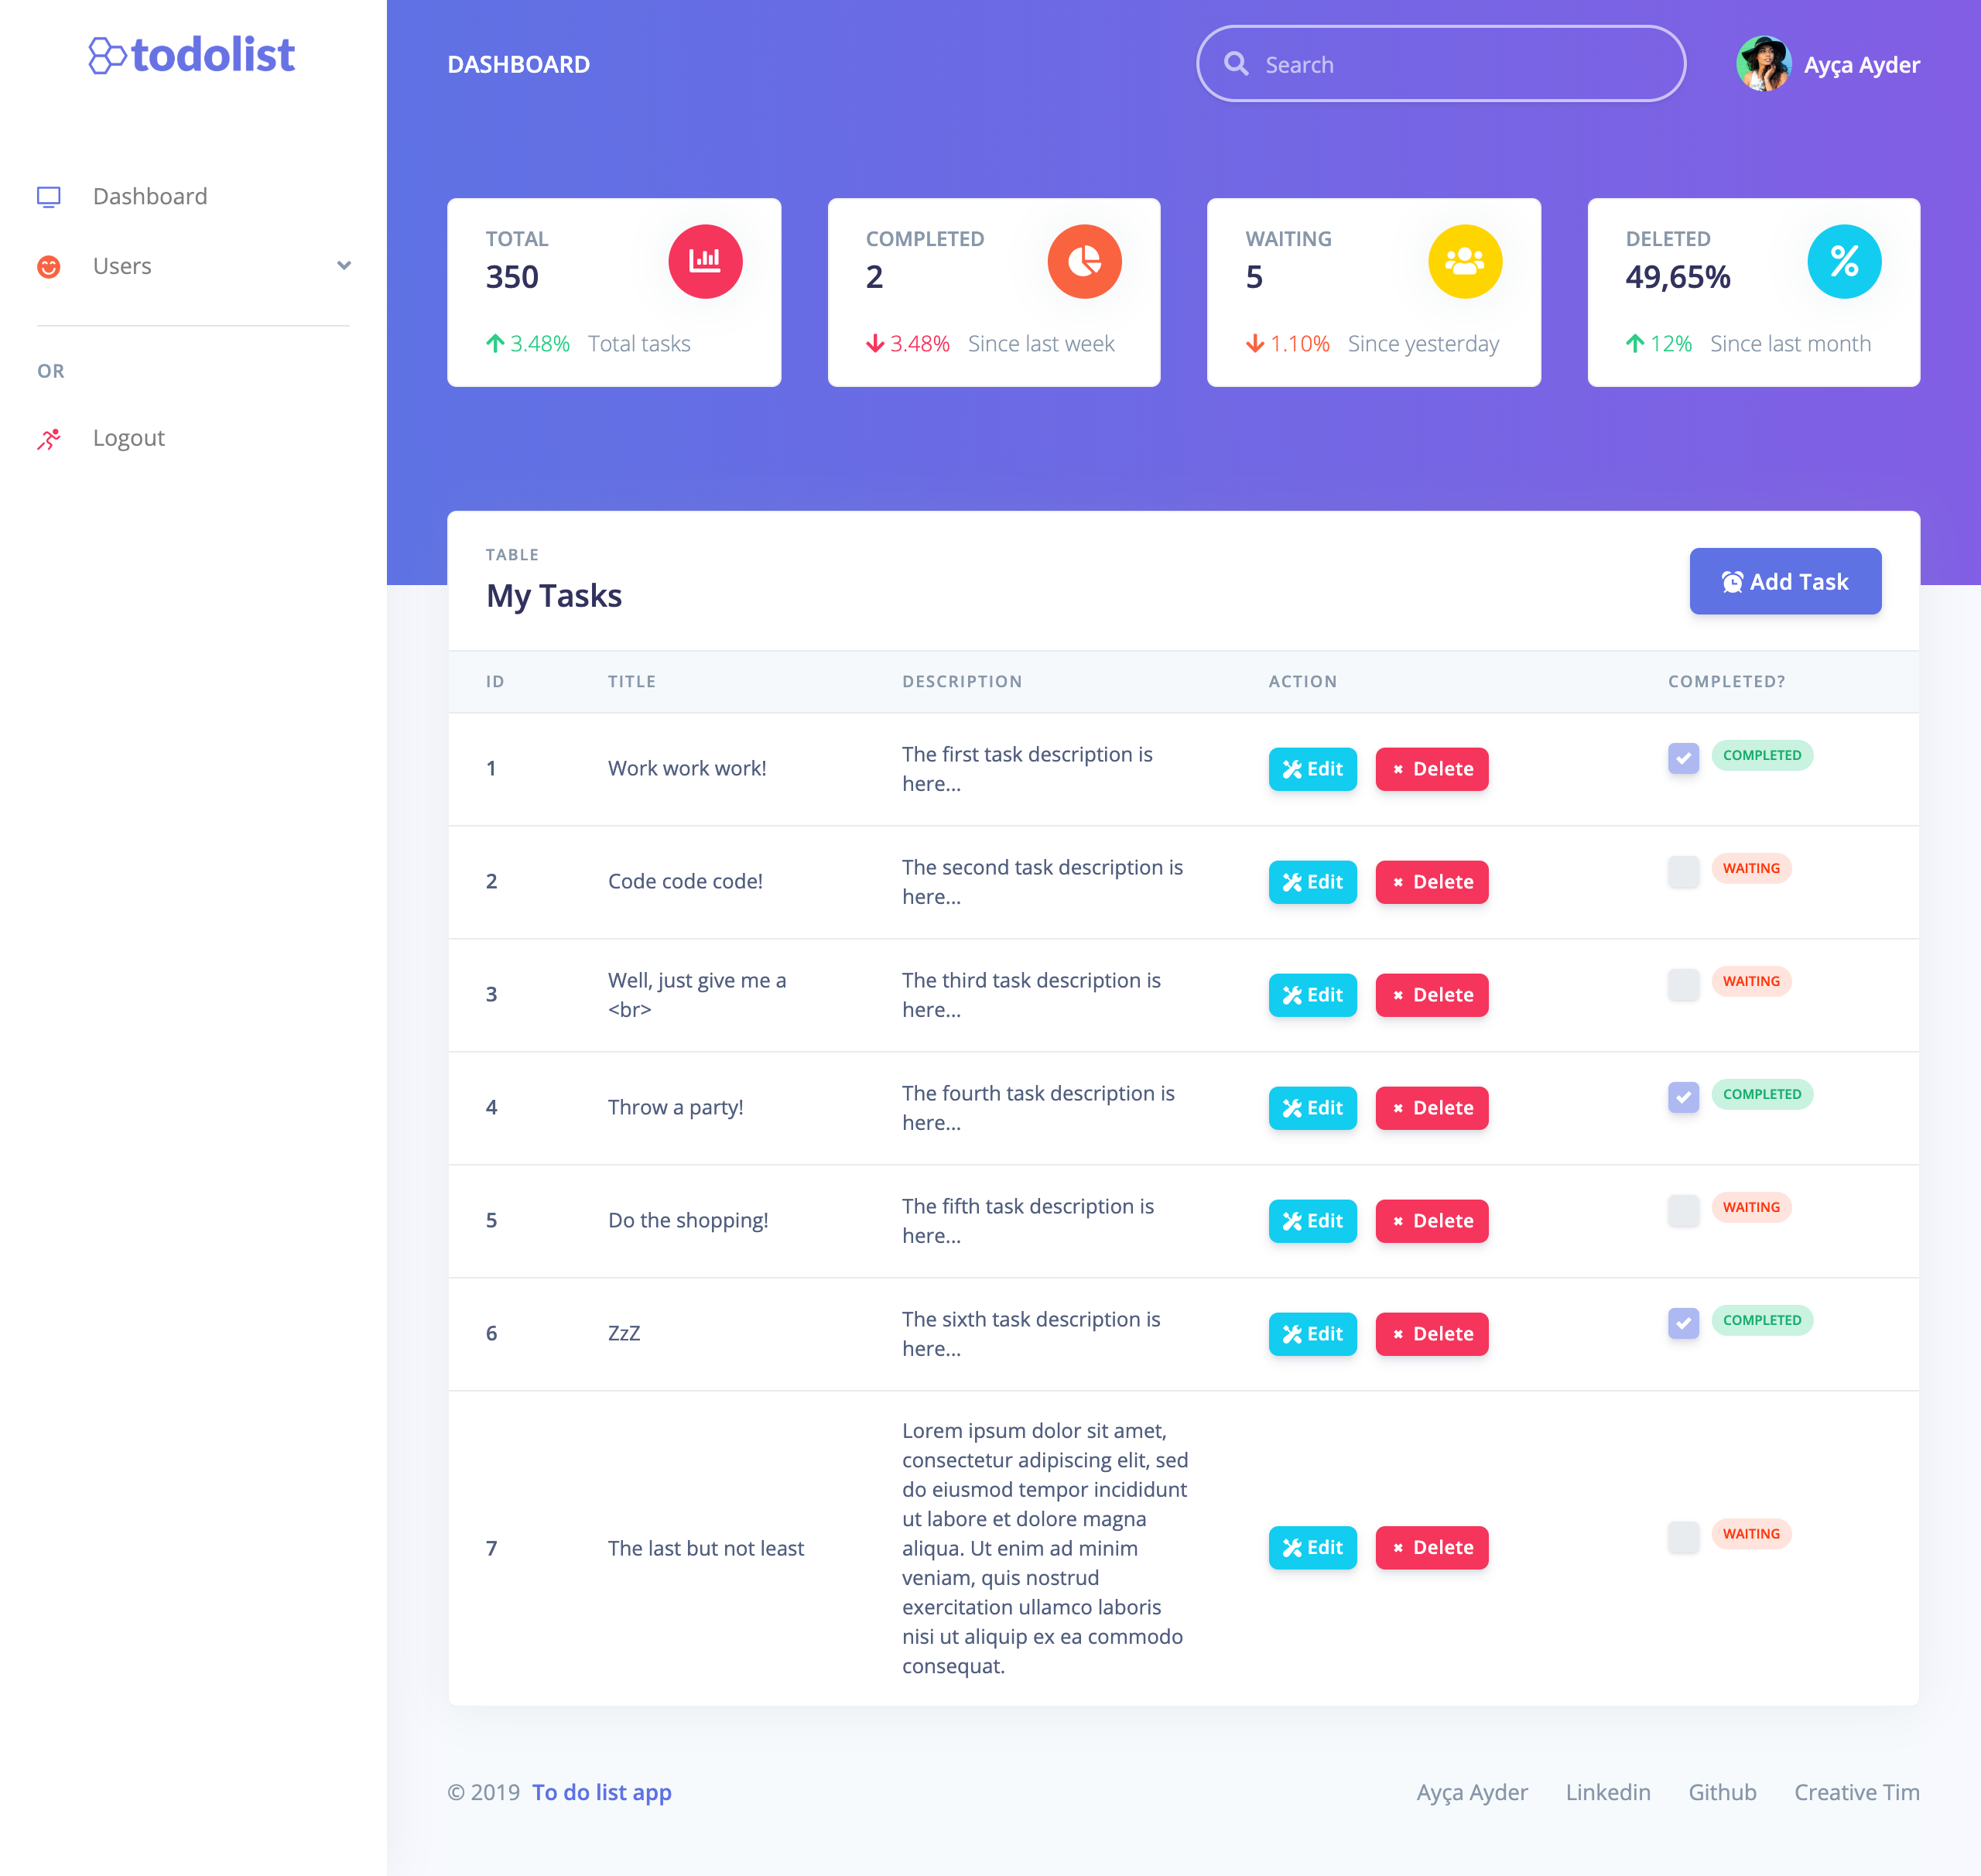 todolist
DASHBOARD
Search
Ayça Ayder
Dashboard
Users
OR
Logout
TOTAL
350
3.48% Total tasks
COMPLETED
2
3.48% Since last week
WAITING
5
1.10% Since yesterday
DELETED
49,65%
12% Since last month
TABLE
My Tasks
Add Task
ID TITLE DESCRIPTION ACTION COMPLETED?
1
Work work work!
The first task description is
here...
Edit
Delete
COMPLETED
2
Code code code!
The second task description is
here...
Edit
Delete
WAITING
3
Well, just give me a
<br>
The third task description is
here...
Edit
Delete
WAITING
4
Throw a party!
The fourth task description is
here...
Edit
Delete
COMPLETED
5
Do the shopping!
The fifth task description is
here...
Edit
Delete
WAITING
6
ZzZ
The sixth task description is
here...
Edit
Delete
COMPLETED
7
The last but not least
Lorem ipsum dolor sit amet,
consectetur adipiscing elit, sed
do eiusmod tempor incididunt
ut labore et dolore magna
aliqua. Ut enim ad minim
veniam, quis nostrud
exercitation ullamco laboris
nisi ut aliquip ex ea commodo
consequat.
Edit
Delete
WAITING
© 2019 To do list app
Ayça Ayder Linkedin Github Creative Tim